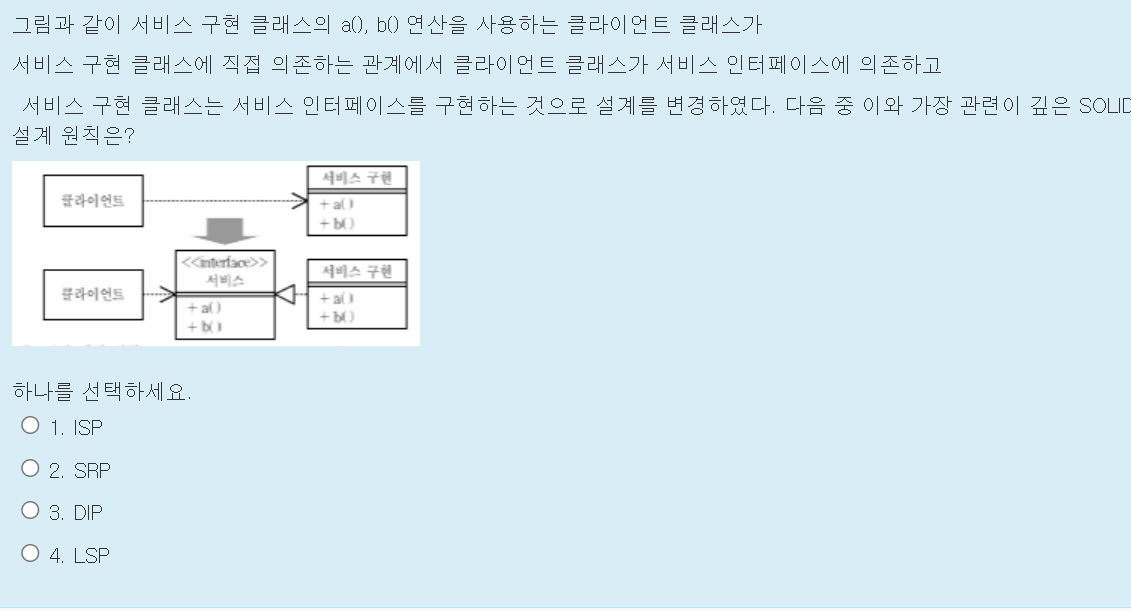 그림과 같이 서비스 구현 클래스의 a(), b() 연산을 사용하는 클라이언트 클래스가
서비스 구현 클래스에 직접 의존하는 관계에서 클라이언트 클래스가 서비스 인터페이스에 의존하고
서비스 구현 클래스는 서비스 인터페이스를 구현하는 것으로 설계를 변경하였다. 다음 중 이와 가장 관련이 깊은 SOLID
설계 원칙은?
클라이언트
서비스 구현
+ a()
+ b()
클라이언트
<<interface>>
서비스
+ a()
+ b()
서비스 구현
+ a()
+ b()
하나를 선택하세요.
1. ISP
2. SRP
3. DIP
4. LSP